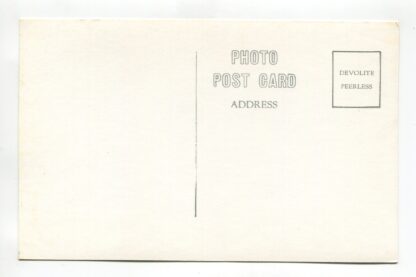 PHOTO
POST CARD
ADDRESS
DEVOLITE
PEERLESS